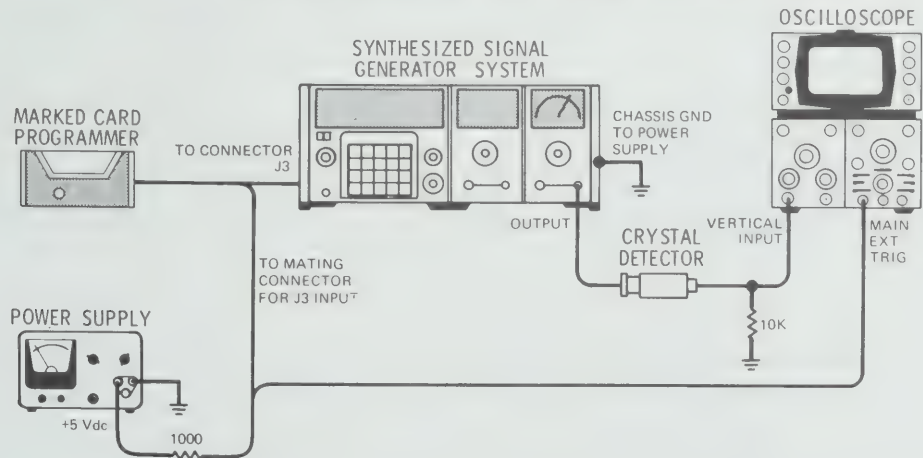 OSCILLOSCOPE
SYNTHESIZED SIGNAL
GENERATOR SYSTEM
MARKED CARD
PROGRAMMER
TO CONNECTOR
J3
CHASSIS GND
TO POWER
SUPPLY
OUTPUT
VERTICAL
INPUT
MAIN
EXT
TRIG
CRYSTAL
DETECTOR
TO MATING
CONNECTOR
FOR J3 INPUT
10K
POWER SUPPLY
+5 Vdc
1000